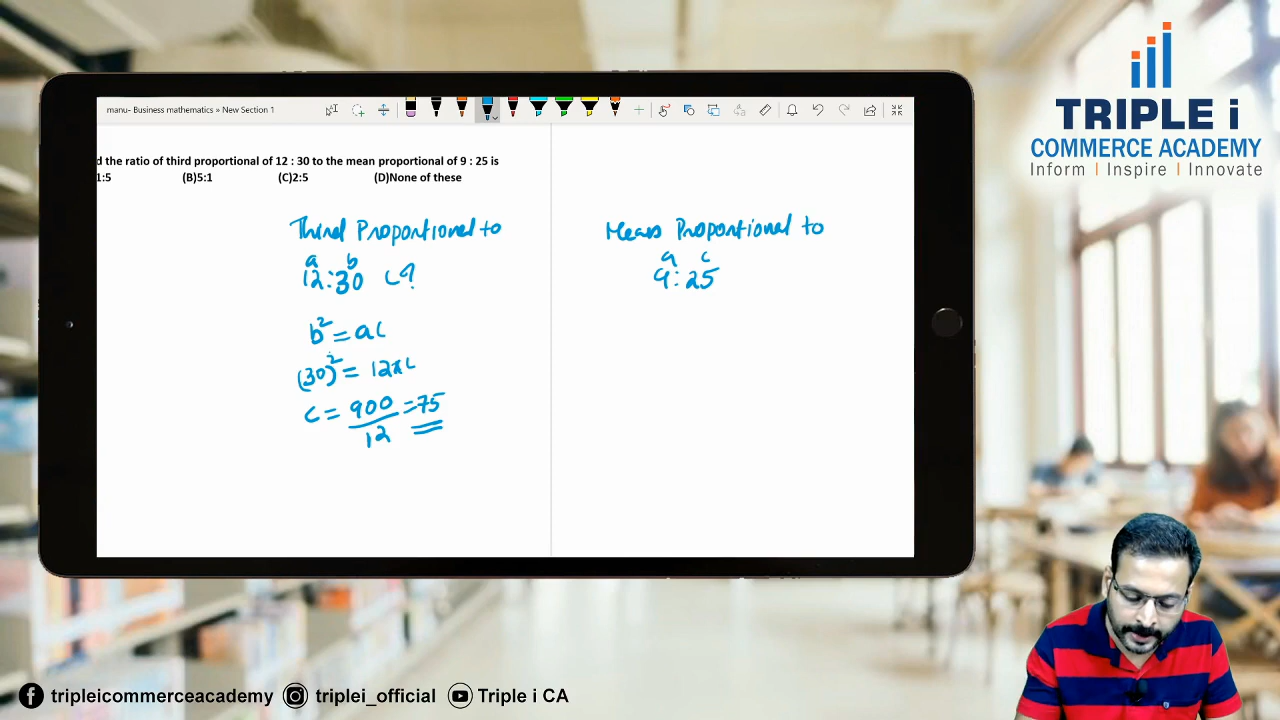 TRIPLE i
COMMERCE ACADEMY
Inform | Inspire | Innovate
manu- Business mathematics » New Section 1
d the ratio of third proportional of 12 : 30 to the mean proportional of 9 : 25 is
1:5 (B)5:1 (C)2:5 (D)None of these
Third Proportional to
a b
12:30 c?
b² = ac
(30)² = 12×c
c = 900/12 = 75
Mean Proportional to
a c
9:25
tripleicommerceacademy triplei_official Triple i CA